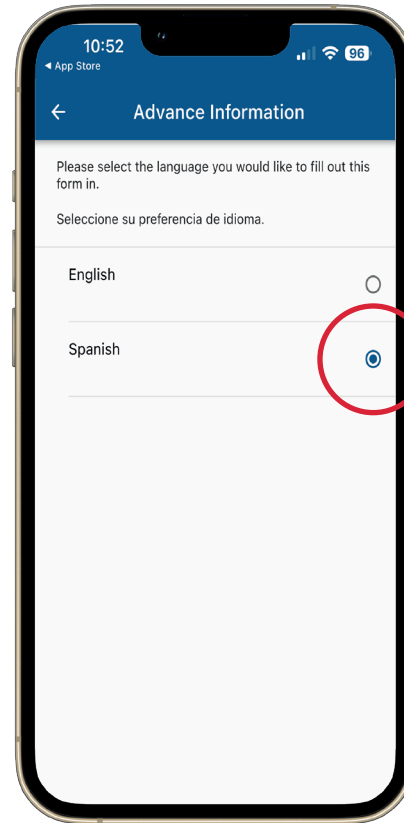 10:52
96
◄ App Store
Advance Information
Please select the language you would like to fill out this
form in.
Seleccione su preferencia de idioma.
English
Spanish